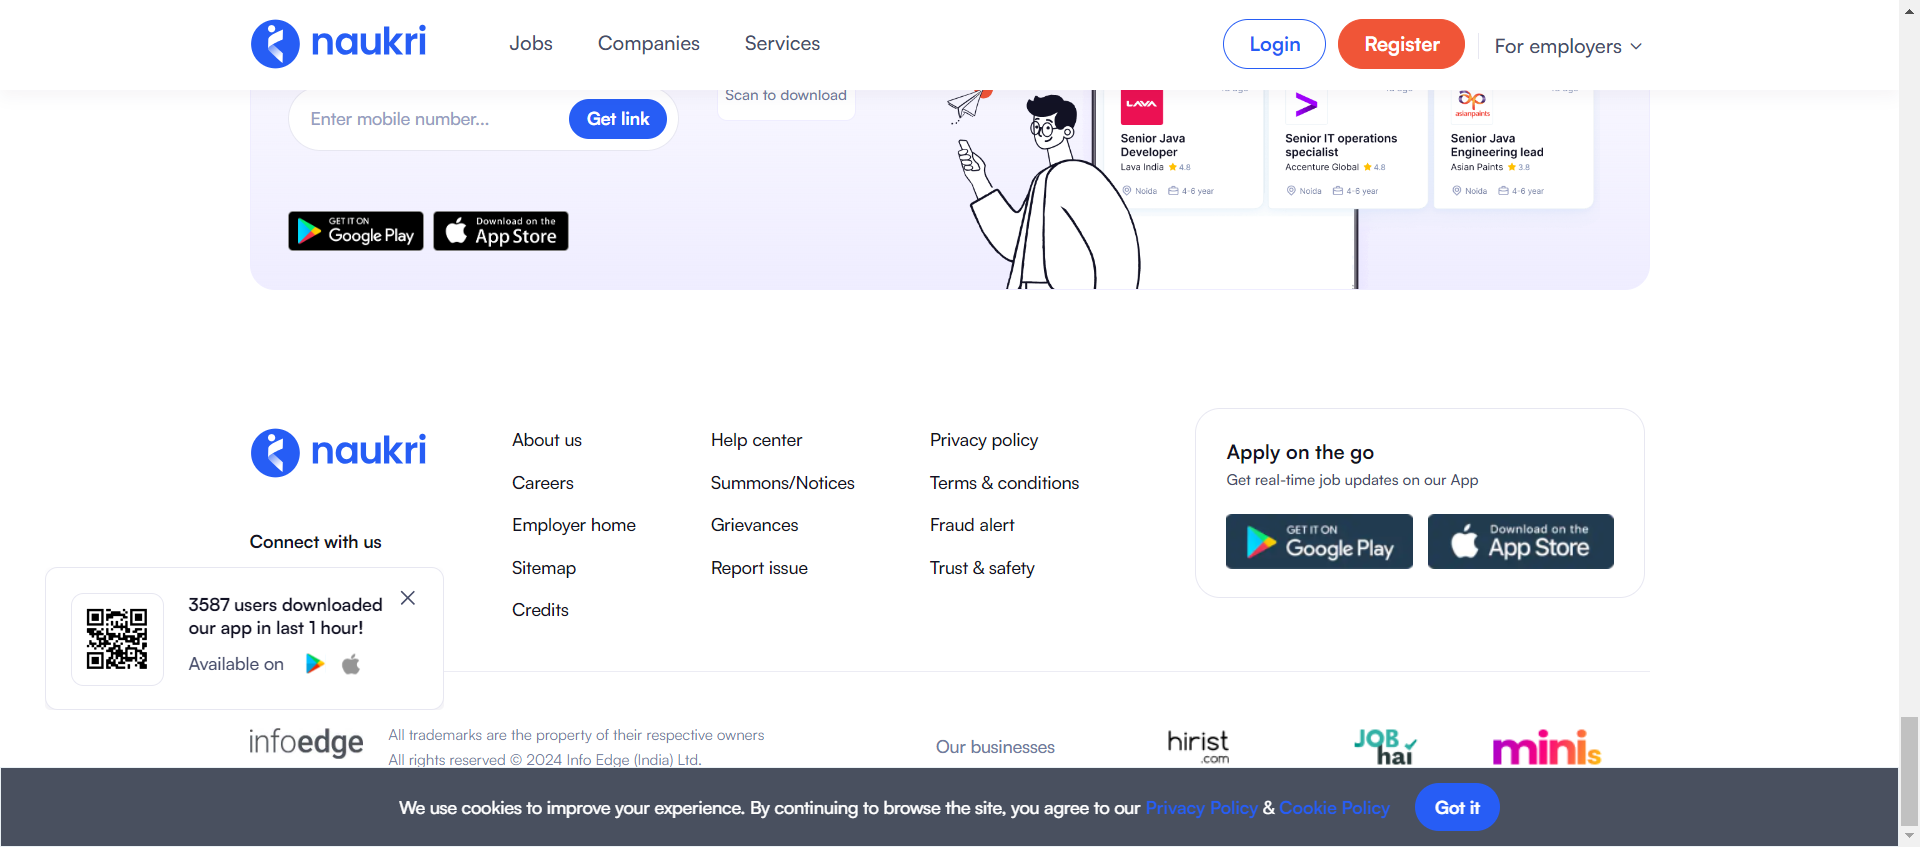 naukri
Jobs
Companies
Services
Login
Register
For employers
Scan to download
Enter mobile number...
Get link
LAVA
asianpaints
Senior Java
Developer
Lava India 4.8
Noida 4-6 year
Senior IT operations
specialist
Accenture Global 4.8
Noida 4-6 year
Senior Java
Engineering lead
Asian Paints 3.8
Noida 4-6 year
GET IT ON
Google Play
Download on the
App Store
naukri
Connect with us
About us
Careers
Employer home
Sitemap
Credits
Help center
Summons/Notices
Grievances
Report issue
Privacy policy
Terms & conditions
Fraud alert
Trust & safety
Apply on the go
Get real-time job updates on our App
GET IT ON
Google Play
Download on the
App Store
3587 users downloaded
our app in last 1 hour!
Available on
infoedge
All trademarks are the property of their respective owners
All rights reserved © 2024 Info Edge (India) Ltd.
Our businesses
hirist
.com
JOB
hai
minis
We use cookies to improve your experience. By continuing to browse the site, you agree to our Privacy Policy & Cookie Policy
Got it